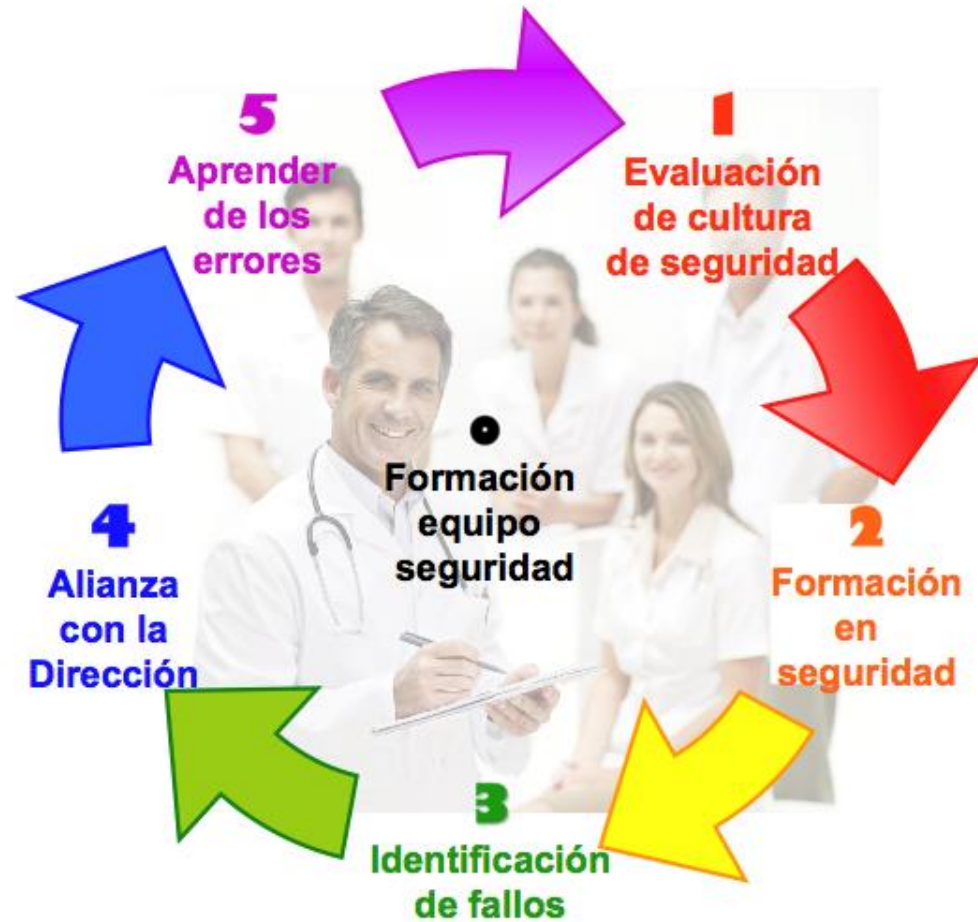 1
Evaluación
de cultura
de seguridad
2
Formación
en
seguridad
3
Identificación
de fallos
4
Alianza
con la
Dirección
5
Aprender
de los
errores
0
Formación
equipo
seguridad